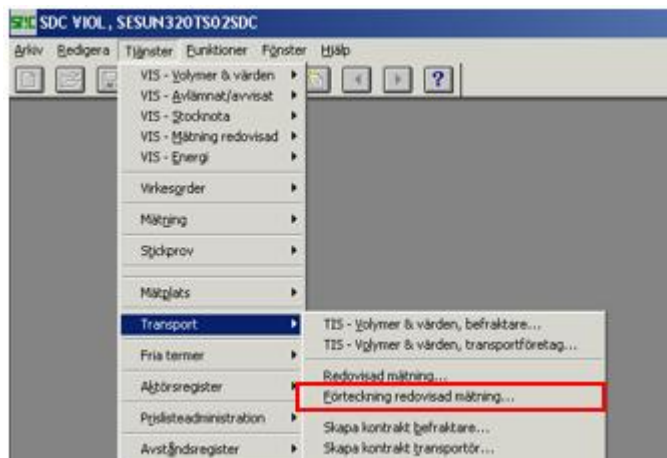 SDC SDC VIOL, SESUN320TS02SDC
Arkiv Redigera Tjänster Funktioner Fönster Hjälp
VIS - Volymer & värden
VIS - Avlämnat/avvisat
VIS - Stocknota
VIS - Mätning redovisad
VIS - Energi
Virkesorder
Mätning
Stickprov
Mätplats
Transport
Fria termer
Aktörsregister
Prislisteadministration
Avståndsregister
TIS - Volymer & värden, befraktare...
TIS - Volymer & värden, transportföretag...
Redovisad mätning...
Förteckning redovisad mätning...
Skapa kontrakt befraktare...
Skapa kontrakt transportör...
?